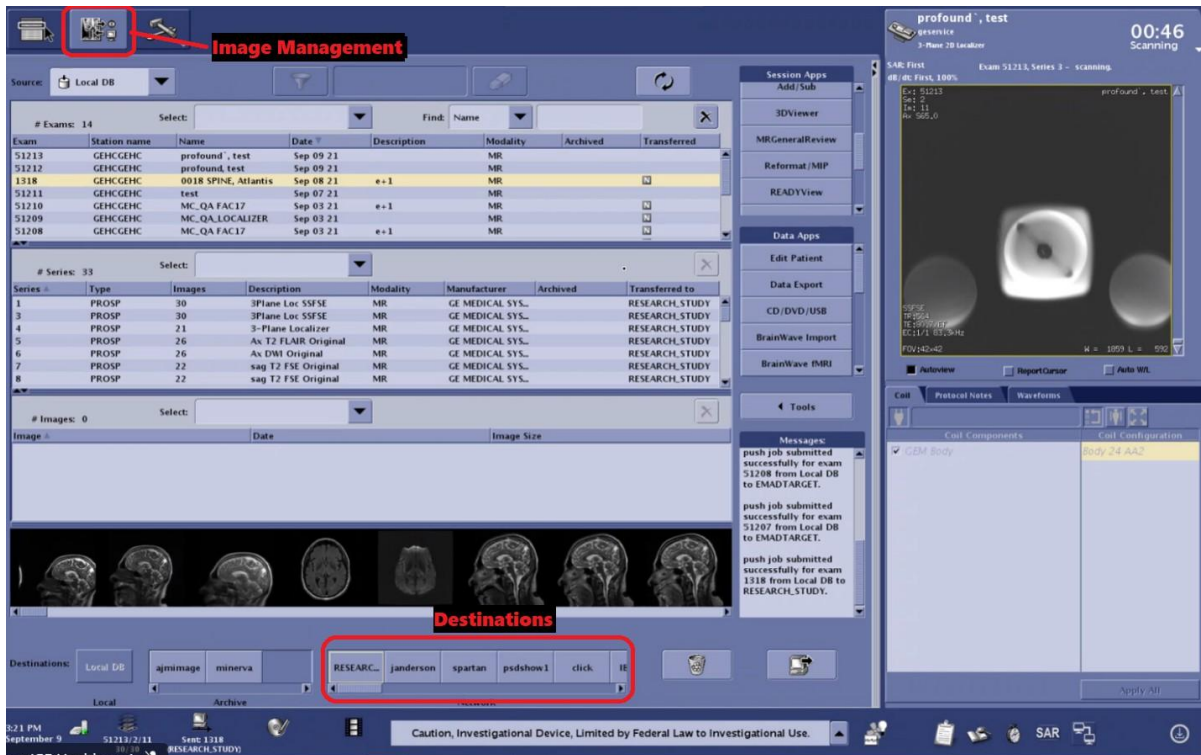 Image Management
Source: Local DB
# Exams: 14 Select: Find: Name
Exam Station name Name Date Description Modality Archived Transferred
51213 GEHCGEHC profound`, test Sep 09 21 MR
51212 GEHCGEHC profound, test Sep 09 21 MR
1318 GEHCGEHC 0018 SPINE, Atlantis Sep 08 21 e+1 MR N
51211 GEHCGEHC test Sep 07 21 MR
51210 GEHCGEHC MC_QA FAC17 Sep 03 21 e+1 MR N
51209 GEHCGEHC MC_QA_LOCALIZER Sep 03 21 MR N
51208 GEHCGEHC MC_QA FAC17 Sep 03 21 e+1 MR N
# Series: 33 Select:
Series Type Images Description Modality Manufacturer Archived Transferred to
1 PROSP 30 3Plane Loc SSFSE MR GE MEDICAL SYS... RESEARCH_STUDY
3 PROSP 30 3Plane Loc SSFSE MR GE MEDICAL SYS... RESEARCH_STUDY
4 PROSP 21 3-Plane Localizer MR GE MEDICAL SYS... RESEARCH_STUDY
5 PROSP 26 Ax T2 FLAIR Original MR GE MEDICAL SYS... RESEARCH_STUDY
6 PROSP 26 Ax DWI Original MR GE MEDICAL SYS... RESEARCH_STUDY
7 PROSP 22 sag T2 FSE Original MR GE MEDICAL SYS... RESEARCH_STUDY
8 PROSP 22 sag T2 FSE Original MR GE MEDICAL SYS... RESEARCH_STUDY
# Images: 0 Select:
Image Date Image Size
Destinations
Destinations: Local DB ajmimage minerva RESEARC... janderson spartan psdshow1 click
Local Archive
Session Apps
Add/Sub
3DViewer
MRGeneralReview
Reformat/MIP
READYView
Data Apps
Edit Patient
Data Export
CD/DVD/USB
BrainWave Import
BrainWave fMRI
Tools
Messages:
push job submitted
successfully for exam
51208 from Local DB
to EMADTARGET.
push job submitted
successfully for exam
51207 from Local DB
to EMADTARGET.
push job submitted
successfully for exam
1318 from Local DB to
RESEARCH_STUDY.
profound`, test
geservice
3-Plane 2D Localizer
00:46
Scanning
SAR: First Exam 51213, Series 3 - scanning.
dB/dt: First, 100%
Ex: 51213 profound`, test
Se: 2
Im: 11
Ax S65.0
SSFSE
FOV:42x42 W = 1859 L = 592
Autoview Report Cursor Auto W/L
Coil Protocol Notes Waveforms
Coil Components Coil Configuration
GEM Body Body 24 AA2
Apply All
3:21 PM
September 9
51213/2/11
30/30
Sent: 1318
(RESEARCH_STUDY)
Caution, Investigational Device, Limited by Federal Law to Investigational Use.
SAR